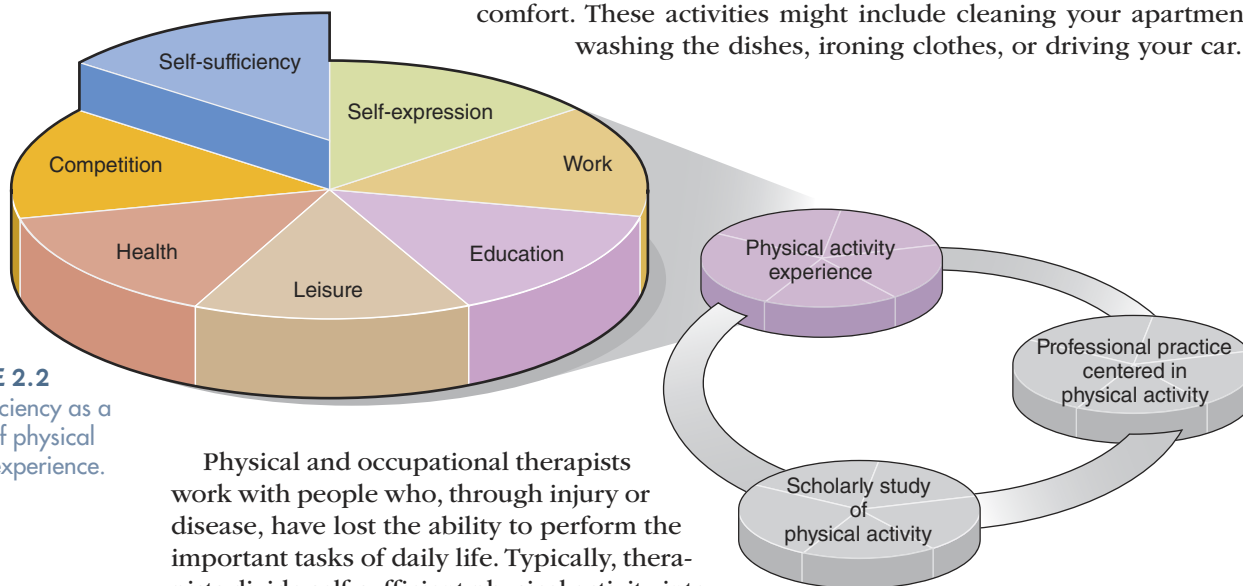 comfort. These activities might include cleaning your apartmen
washing the dishes, ironing clothes, or driving your car.
Self-sufficiency
Self-expression
Competition
Work
Health
Education
Leisure
Physical activity
experience
Professional practice
centered in
physical activity
Scholarly study
of
physical activity
E 2.2
ciency as a
of physical
experience.
Physical and occupational therapists
work with people who, through injury or
disease, have lost the ability to perform the
important tasks of daily life. Typically, thera-